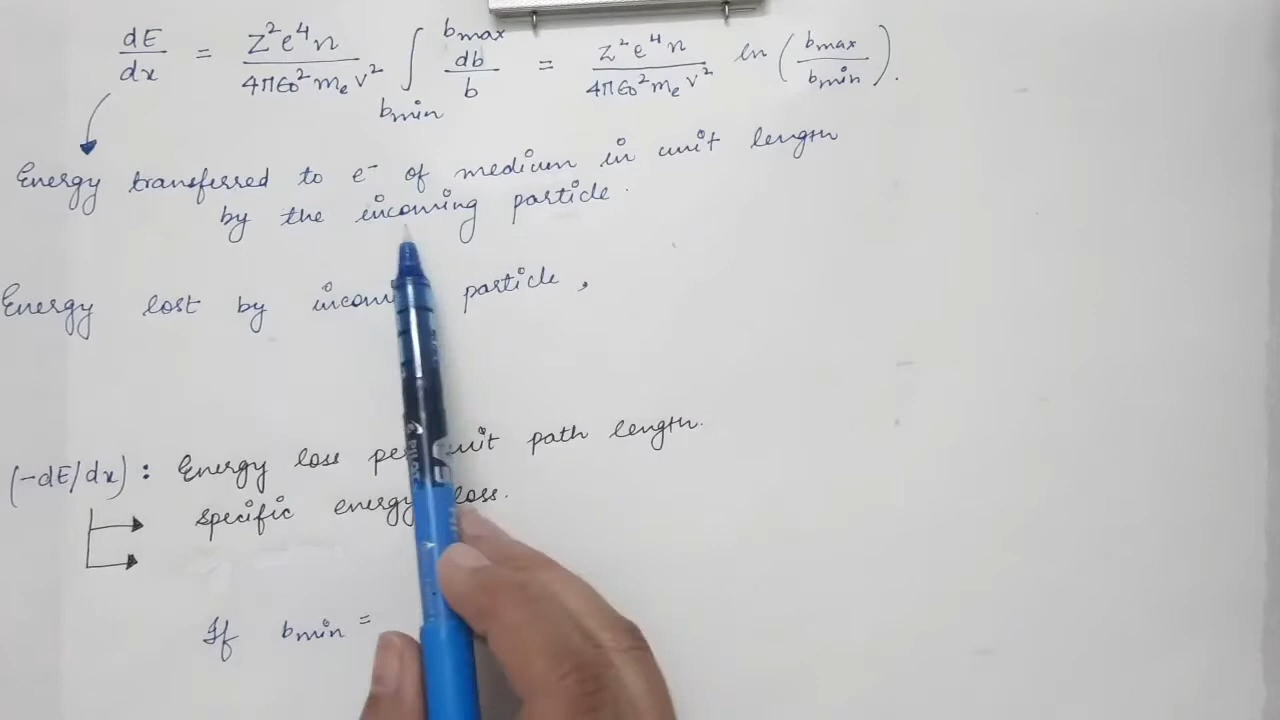 dE/dx = Z²e⁴n / 4πϵ₀²mₑv² ∫bmin^bmax db/b = Z²e⁴n / 4πϵ₀²mₑv² ln (bmax/bmin).
Energy transferred to e⁻ of medium in unit length
by the incoming particle.
Energy lost by particle,
(-dE/dx) : Energy loss unit path length.
specific energy loss.
If bmin =
PILOT